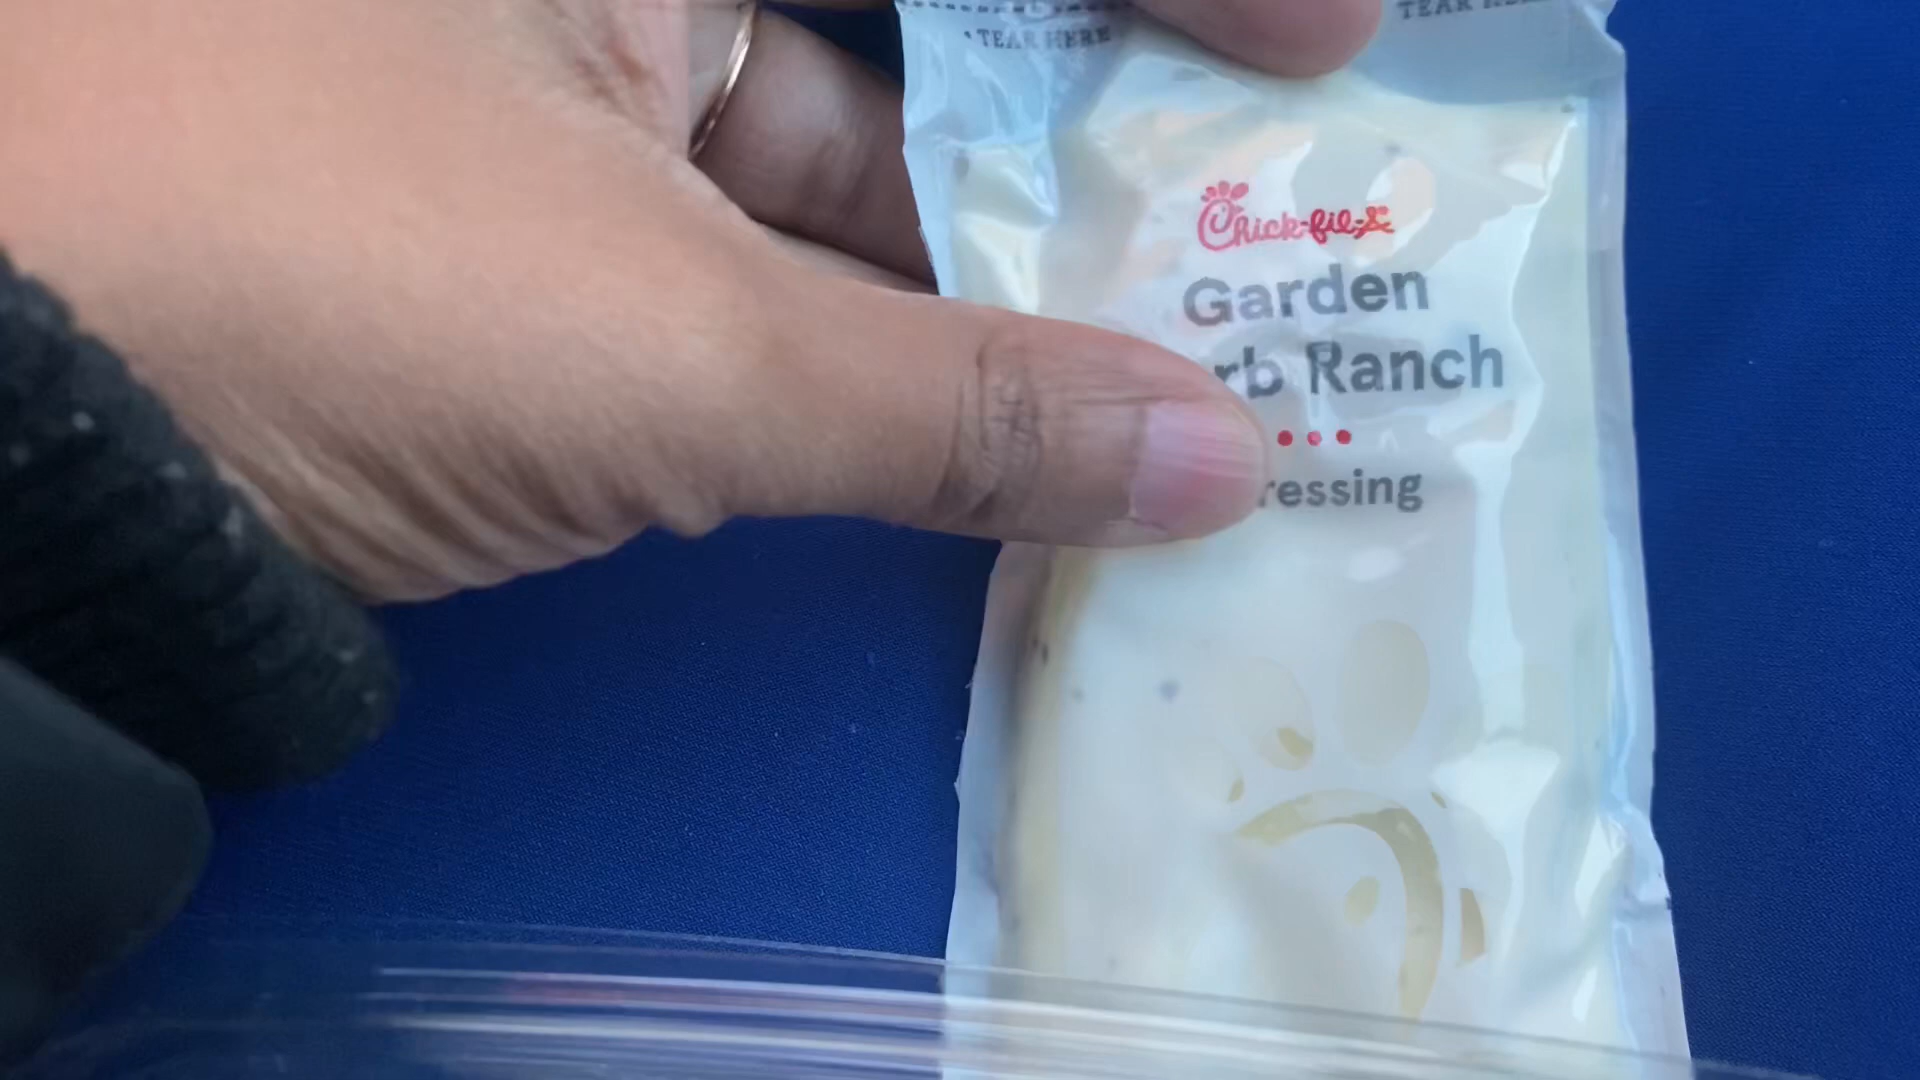 TEAR HERE
TEAR HERE
Chick-fil-A
Garden
rb Ranch
ressing